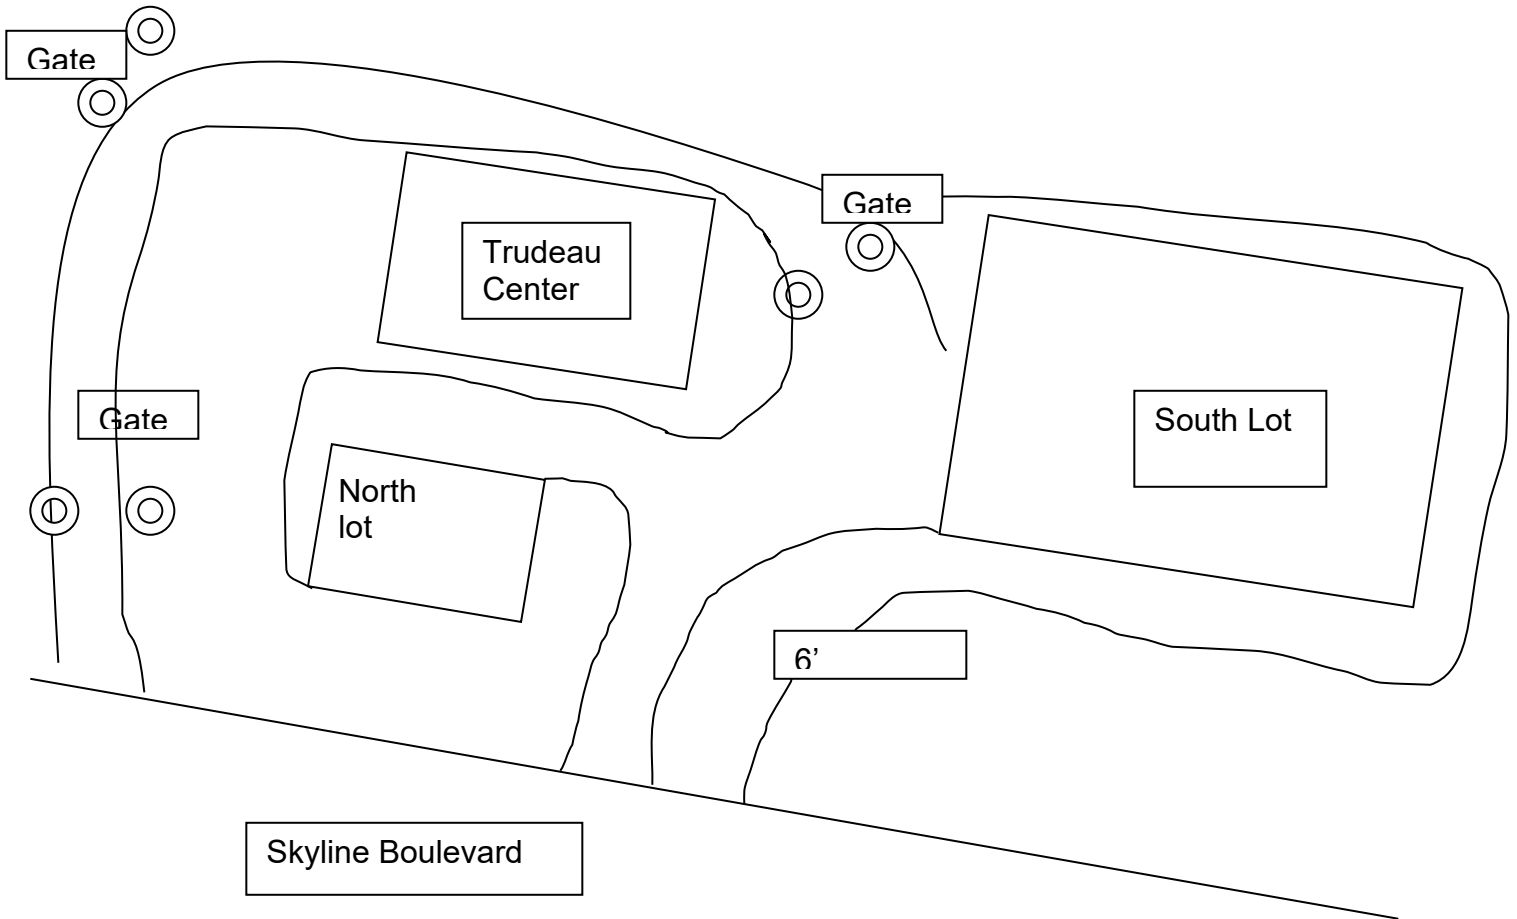 Gate
Gate
Trudeau
Center
Gate
South Lot
North
lot
6’
Skyline Boulevard